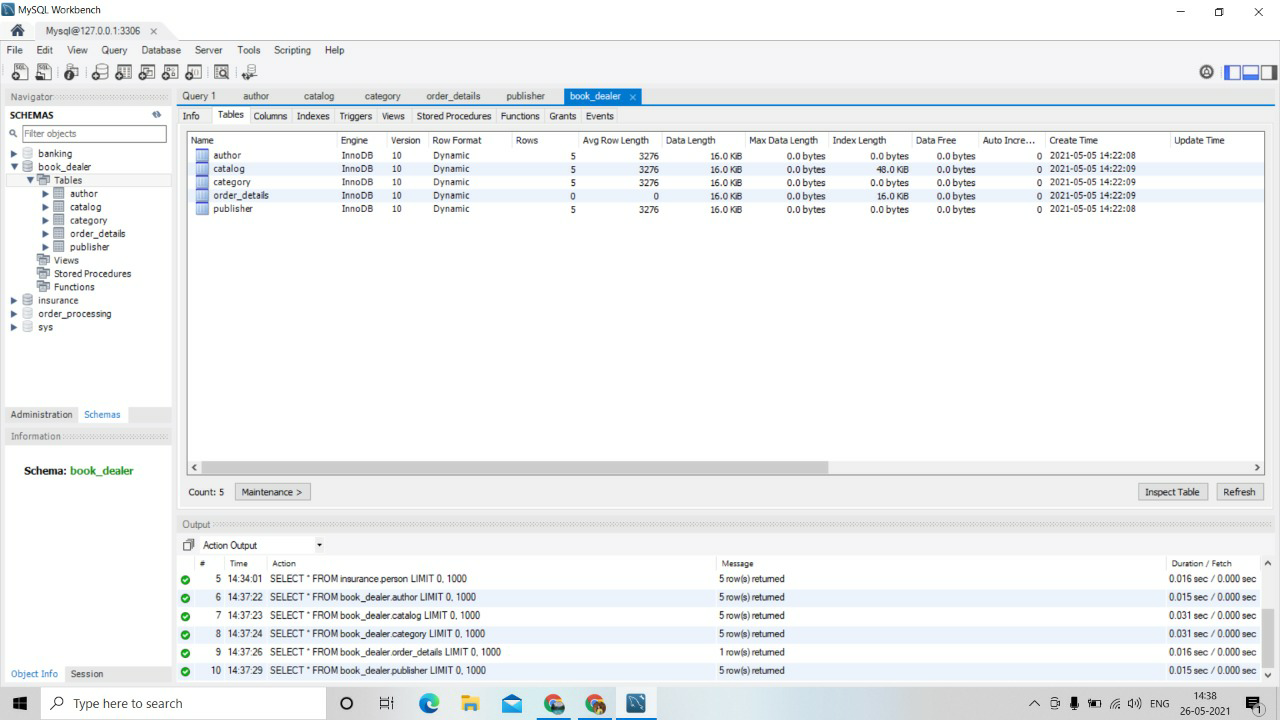 MySQL Workbench
Mysql@127.0.0.1:3306
File Edit View Query Database Server Tools Scripting Help
Navigator
SCHEMAS
Filter objects
banking
book_dealer
Tables
author
catalog
category
order_details
publisher
Views
Stored Procedures
Functions
insurance
order_processing
sys
Administration Schemas
Information
Schema: book_dealer
Object Info Session
Query 1 author catalog category order_details publisher book_dealer
Info Tables Columns Indexes Triggers Views Stored Procedures Functions Grants Events
Name Engine Version Row Format Rows Avg Row Length Data Length Max Data Length Index Length Data Free Auto Incre... Create Time Update Time
author InnoDB 10 Dynamic 5 3276 16.0 KiB 0.0 bytes 0.0 bytes 0.0 bytes 0 2021-05-05 14:22:08
catalog InnoDB 10 Dynamic 5 3276 16.0 KiB 0.0 bytes 48.0 KiB 0.0 bytes 0 2021-05-05 14:22:09
category InnoDB 10 Dynamic 5 3276 16.0 KiB 0.0 bytes 0.0 bytes 0.0 bytes 0 2021-05-05 14:22:09
order_details InnoDB 10 Dynamic 0 0 16.0 KiB 0.0 bytes 16.0 KiB 0.0 bytes 0 2021-05-05 14:22:09
publisher InnoDB 10 Dynamic 5 3276 16.0 KiB 0.0 bytes 0.0 bytes 0.0 bytes 0 2021-05-05 14:22:08
Count: 5 Maintenance > Inspect Table Refresh
Output
Action Output
# Time Action Message Duration / Fetch
5 14:34:01 SELECT * FROM insurance.person LIMIT 0, 1000 5 row(s) returned 0.016 sec / 0.000 sec
6 14:37:22 SELECT * FROM book_dealer.author LIMIT 0, 1000 5 row(s) returned 0.015 sec / 0.000 sec
7 14:37:23 SELECT * FROM book_dealer.catalog LIMIT 0, 1000 5 row(s) returned 0.031 sec / 0.000 sec
8 14:37:24 SELECT * FROM book_dealer.category LIMIT 0, 1000 5 row(s) returned 0.031 sec / 0.000 sec
9 14:37:26 SELECT * FROM book_dealer.order_details LIMIT 0, 1000 1 row(s) returned 0.016 sec / 0.000 sec
10 14:37:29 SELECT * FROM book_dealer.publisher LIMIT 0, 1000 5 row(s) returned 0.015 sec / 0.000 sec
Type here to search
ENG
14:38
26-05-2021
1